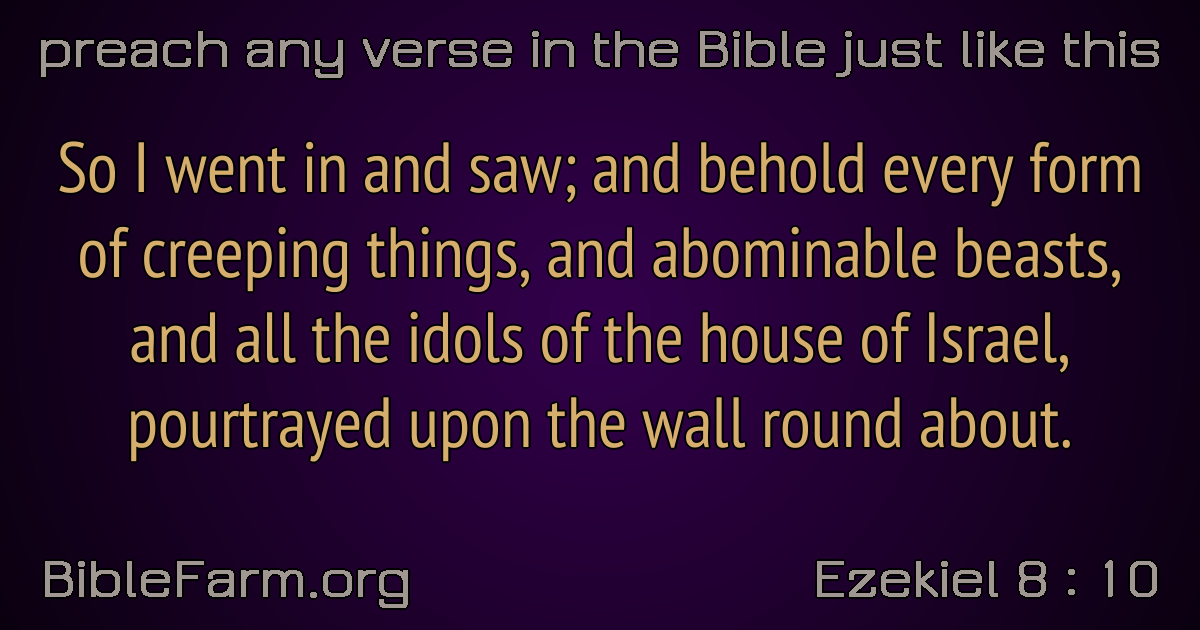 preach any verse in the Bible just like this
So I went in and saw; and behold every form
of creeping things, and abominable beasts,
and all the idols of the house of Israel,
pourtrayed upon the wall round about.
BibleFarm.org
Ezekiel 8 : 10